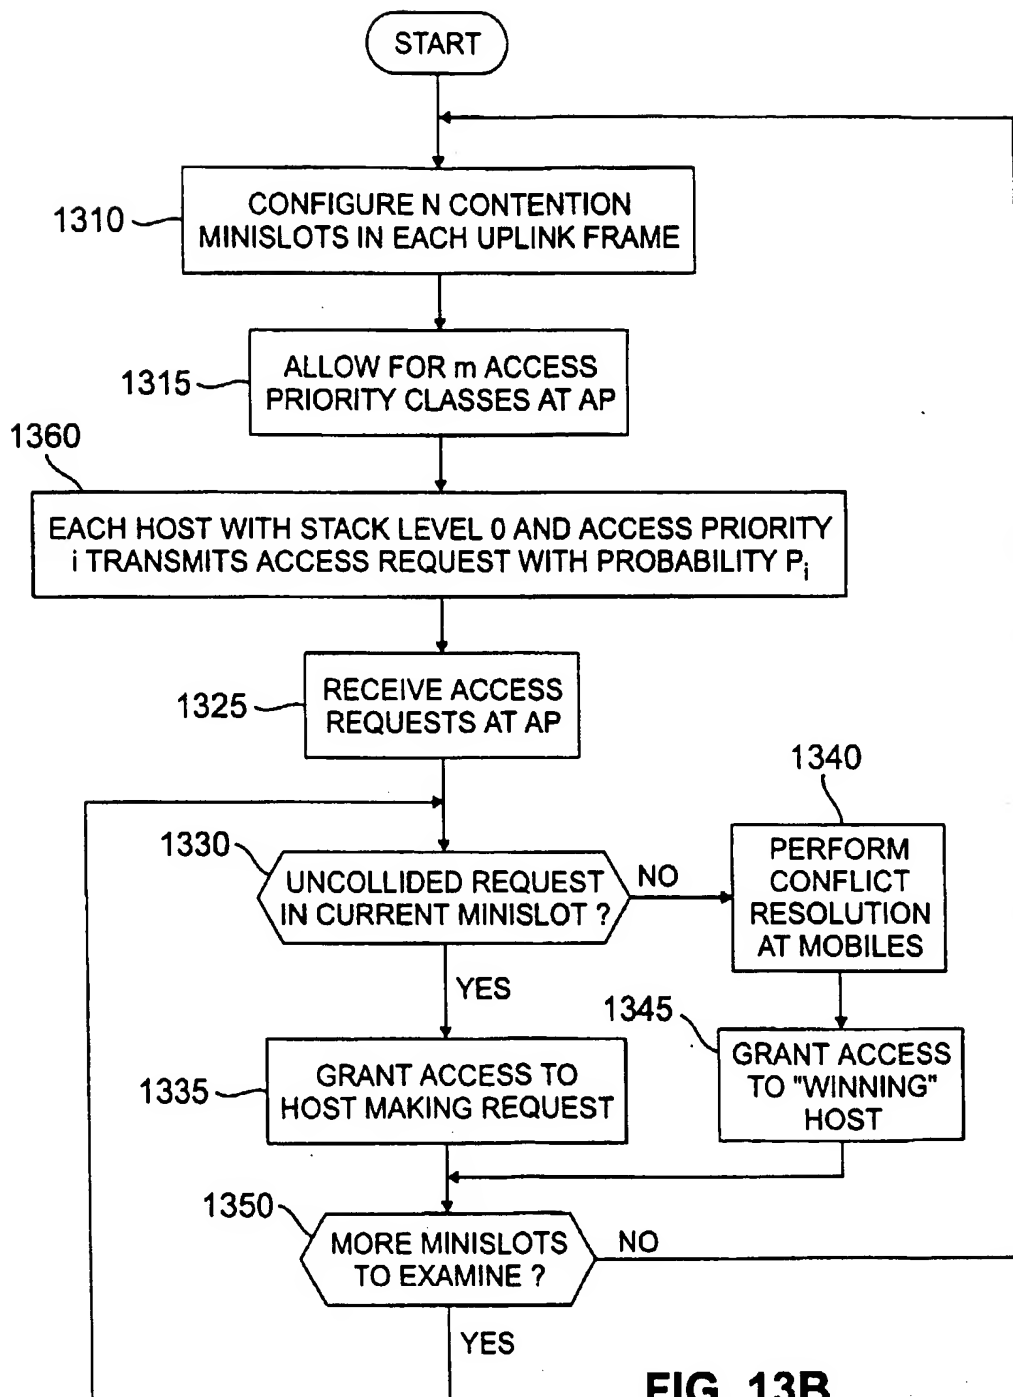 START
1310
CONFIGURE N CONTENTION
MINISLOTS IN EACH UPLINK FRAME
1315
ALLOW FOR m ACCESS
PRIORITY CLASSES AT AP
1360
EACH HOST WITH STACK LEVEL 0 AND ACCESS PRIORITY
i TRANSMITS ACCESS REQUEST WITH PROBABILITY Pi
1325
RECEIVE ACCESS
REQUESTS AT AP
1330
UNCOLLIDED REQUEST
IN CURRENT MINISLOT ?
NO
1340
PERFORM
CONFLICT
RESOLUTION
AT MOBILES
YES
1335
GRANT ACCESS TO
HOST MAKING REQUEST
1345
GRANT ACCESS
TO "WINNING"
HOST
1350
MORE MINISLOTS
TO EXAMINE ?
NO
YES
FIG. 13B